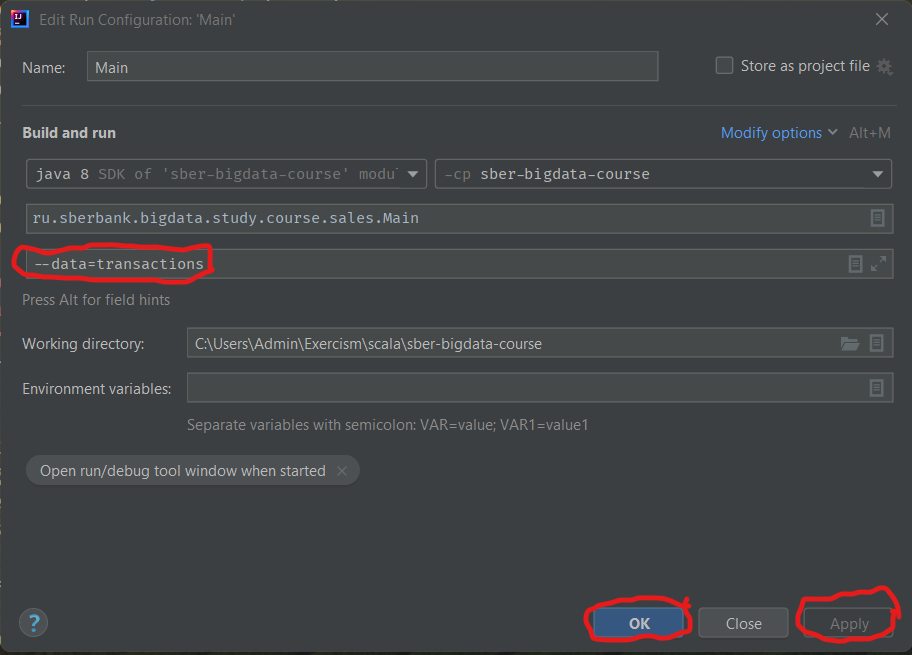 Edit Run Configuration: 'Main'
Name: Main Store as project file
Build and run Modify options Alt+M
java 8 SDK of 'sber-bigdata-course' modul -cp sber-bigdata-course
ru.sberbank.bigdata.study.course.sales.Main
--data=transactions
Press Alt for field hints
Working directory: C:\Users\Admin\Exercism\scala\sber-bigdata-course
Environment variables:
Separate variables with semicolon: VAR=value; VAR1=value1
Open run/debug tool window when started
? OK Close Apply